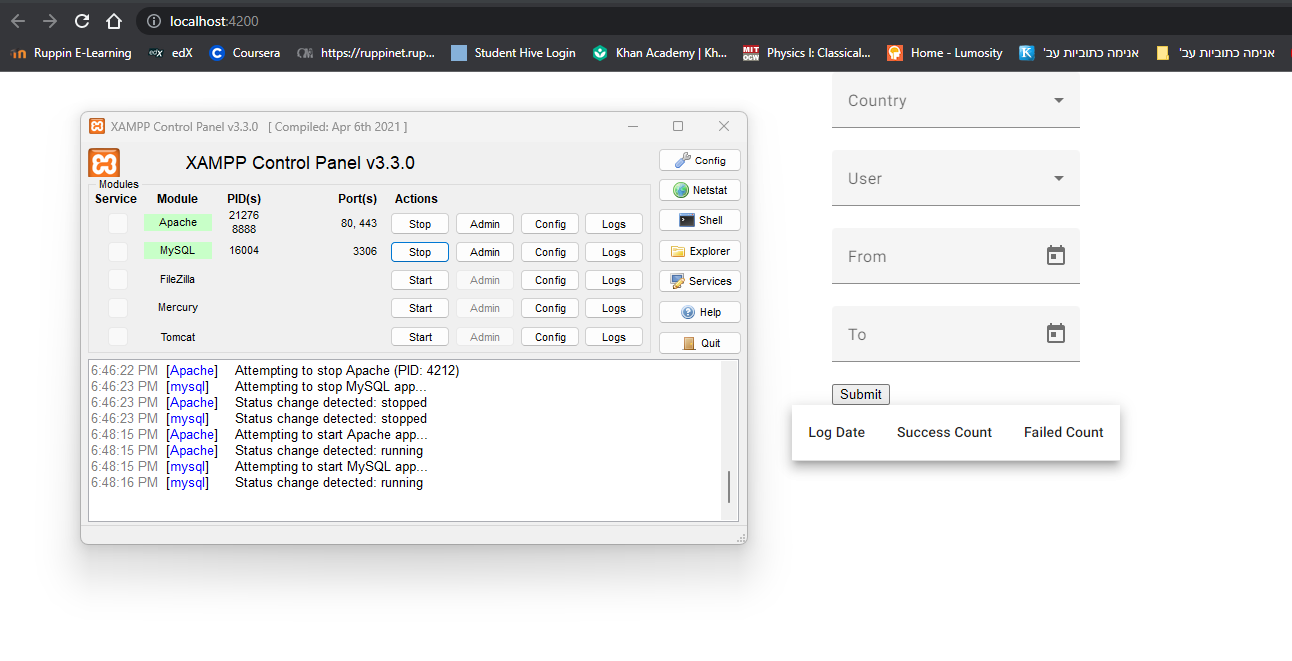 localhost:4200
Ruppin E-Learning edX Coursera https://ruppinet.rup... Student Hive Login Khan Academy | Kh... MIT OCW Physics I: Classical... Home - Lumosity אנימה כתוביות עב' אנימה כתוביות עב'
XAMPP Control Panel v3.3.0 [ Compiled: Apr 6th 2021 ]
XAMPP Control Panel v3.3.0
Config
Netstat
Shell
Explorer
Services
Help
Quit
Modules
Service Module PID(s) Port(s) Actions
Apache 21276 8888 80, 443 Stop Admin Config Logs
MySQL 16004 3306 Stop Admin Config Logs
FileZilla Start Admin Config Logs
Mercury Start Admin Config Logs
Tomcat Start Admin Config Logs
6:46:22 PM [Apache] Attempting to stop Apache (PID: 4212)
6:46:23 PM [mysql] Attempting to stop MySQL app...
6:46:23 PM [Apache] Status change detected: stopped
6:46:23 PM [mysql] Status change detected: stopped
6:48:15 PM [Apache] Attempting to start Apache app...
6:48:15 PM [Apache] Status change detected: running
6:48:15 PM [mysql] Attempting to start MySQL app...
6:48:16 PM [mysql] Status change detected: running
Country
User
From
To
Submit
Log Date Success Count Failed Count